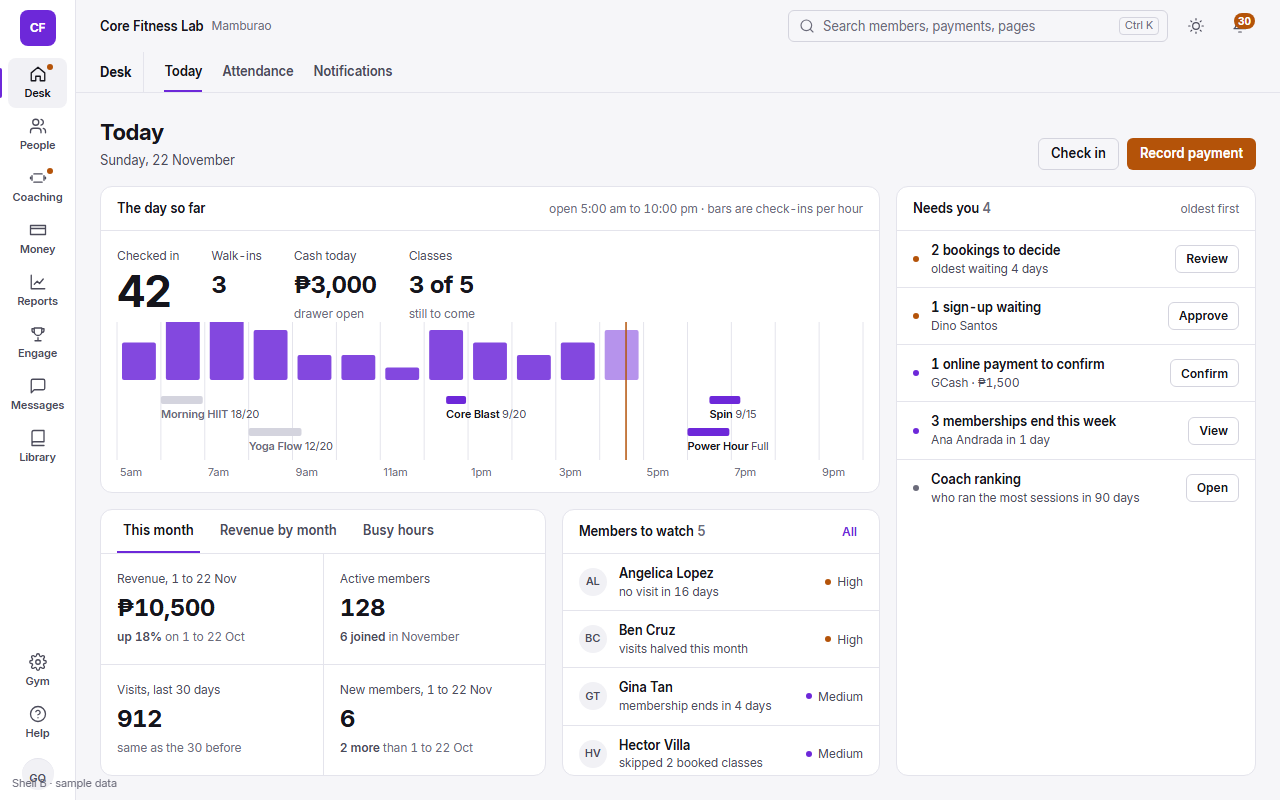 CF
Core Fitness Lab Mamburao
Search members, payments, pages Ctrl K
30
Desk
People
Coaching
Money
Reports
Engage
Messages
Library
Gym
Help
GO
Shell B · sample data
Desk Today Attendance Notifications
Today
Sunday, 22 November
Check in Record payment
The day so far open 5:00 am to 10:00 pm · bars are check-ins per hour
Checked in Walk-ins Cash today Classes
42 3 ₱3,000 3 of 5
drawer open still to come
Morning HIIT 18/20 Core Blast 9/20 Spin 9/15
Yoga Flow 12/20 Power Hour Full
5am 7am 9am 11am 1pm 3pm 5pm 7pm 9pm
Needs you 4 oldest first
2 bookings to decide
oldest waiting 4 days
Review
1 sign-up waiting
Dino Santos
Approve
1 online payment to confirm
GCash · ₱1,500
Confirm
3 memberships end this week
Ana Andrada in 1 day
View
Coach ranking
who ran the most sessions in 90 days
Open
This month Revenue by month Busy hours
Revenue, 1 to 22 Nov
₱10,500
up 18% on 1 to 22 Oct
Active members
128
6 joined in November
Visits, last 30 days
912
same as the 30 before
New members, 1 to 22 Nov
6
2 more than 1 to 22 Oct
Members to watch 5 All
AL
Angelica Lopez
no visit in 16 days
High
BC
Ben Cruz
visits halved this month
High
GT
Gina Tan
membership ends in 4 days
Medium
HV
Hector Villa
skipped 2 booked classes
Medium